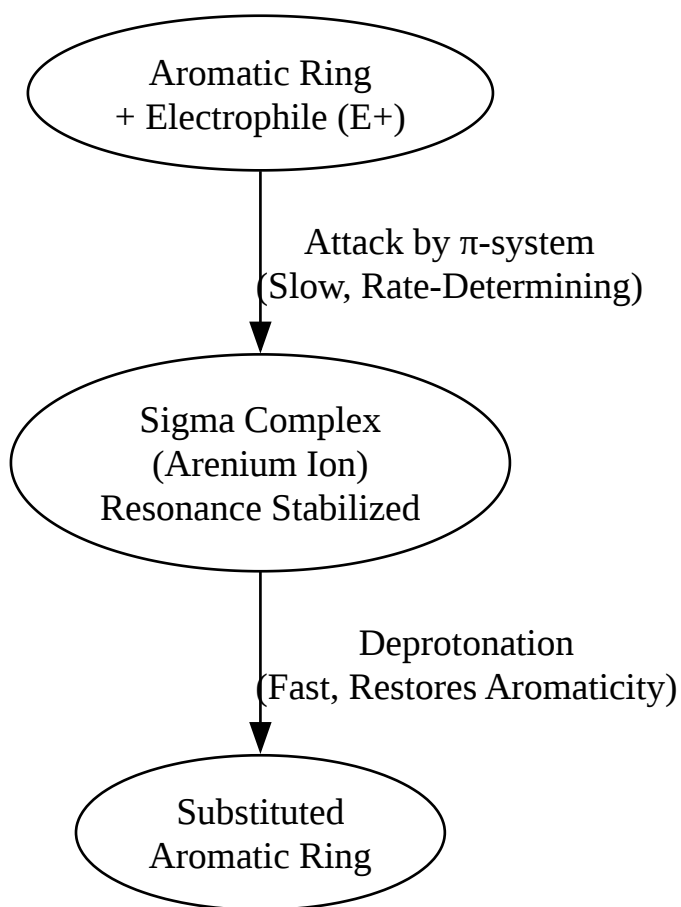 Aromatic Ring
+ Electrophile (E+)
Attack by π-system
(Slow, Rate-Determining)
Sigma Complex
(Arenium Ion)
Resonance Stabilized
Deprotonation
(Fast, Restores Aromaticity)
Substituted
Aromatic Ring